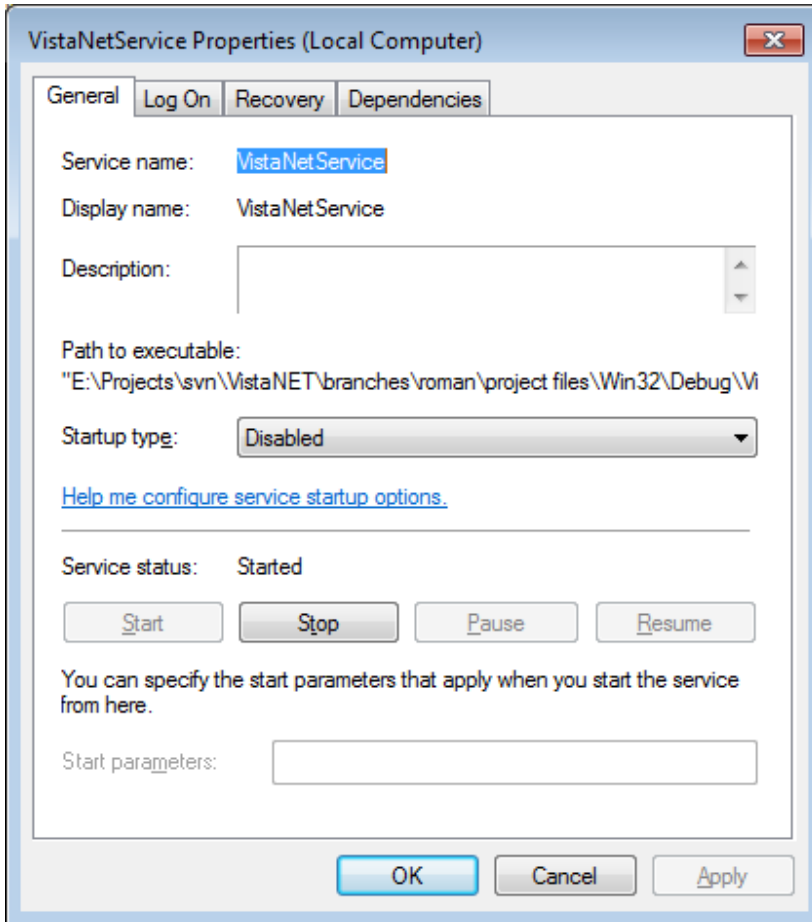 VistaNetService Properties (Local Computer)
General Log On Recovery Dependencies
Service name: VistaNetService
Display name: VistaNetService
Description:
Path to executable:
"E:\Projects\svn\VistaNET\branches\roman\project files\Win32\Debug\Vi
Startup type: Disabled
Help me configure service startup options.
Service status: Started
Start Stop Pause Resume
You can specify the start parameters that apply when you start the service
from here.
Start parameters:
OK Cancel Apply